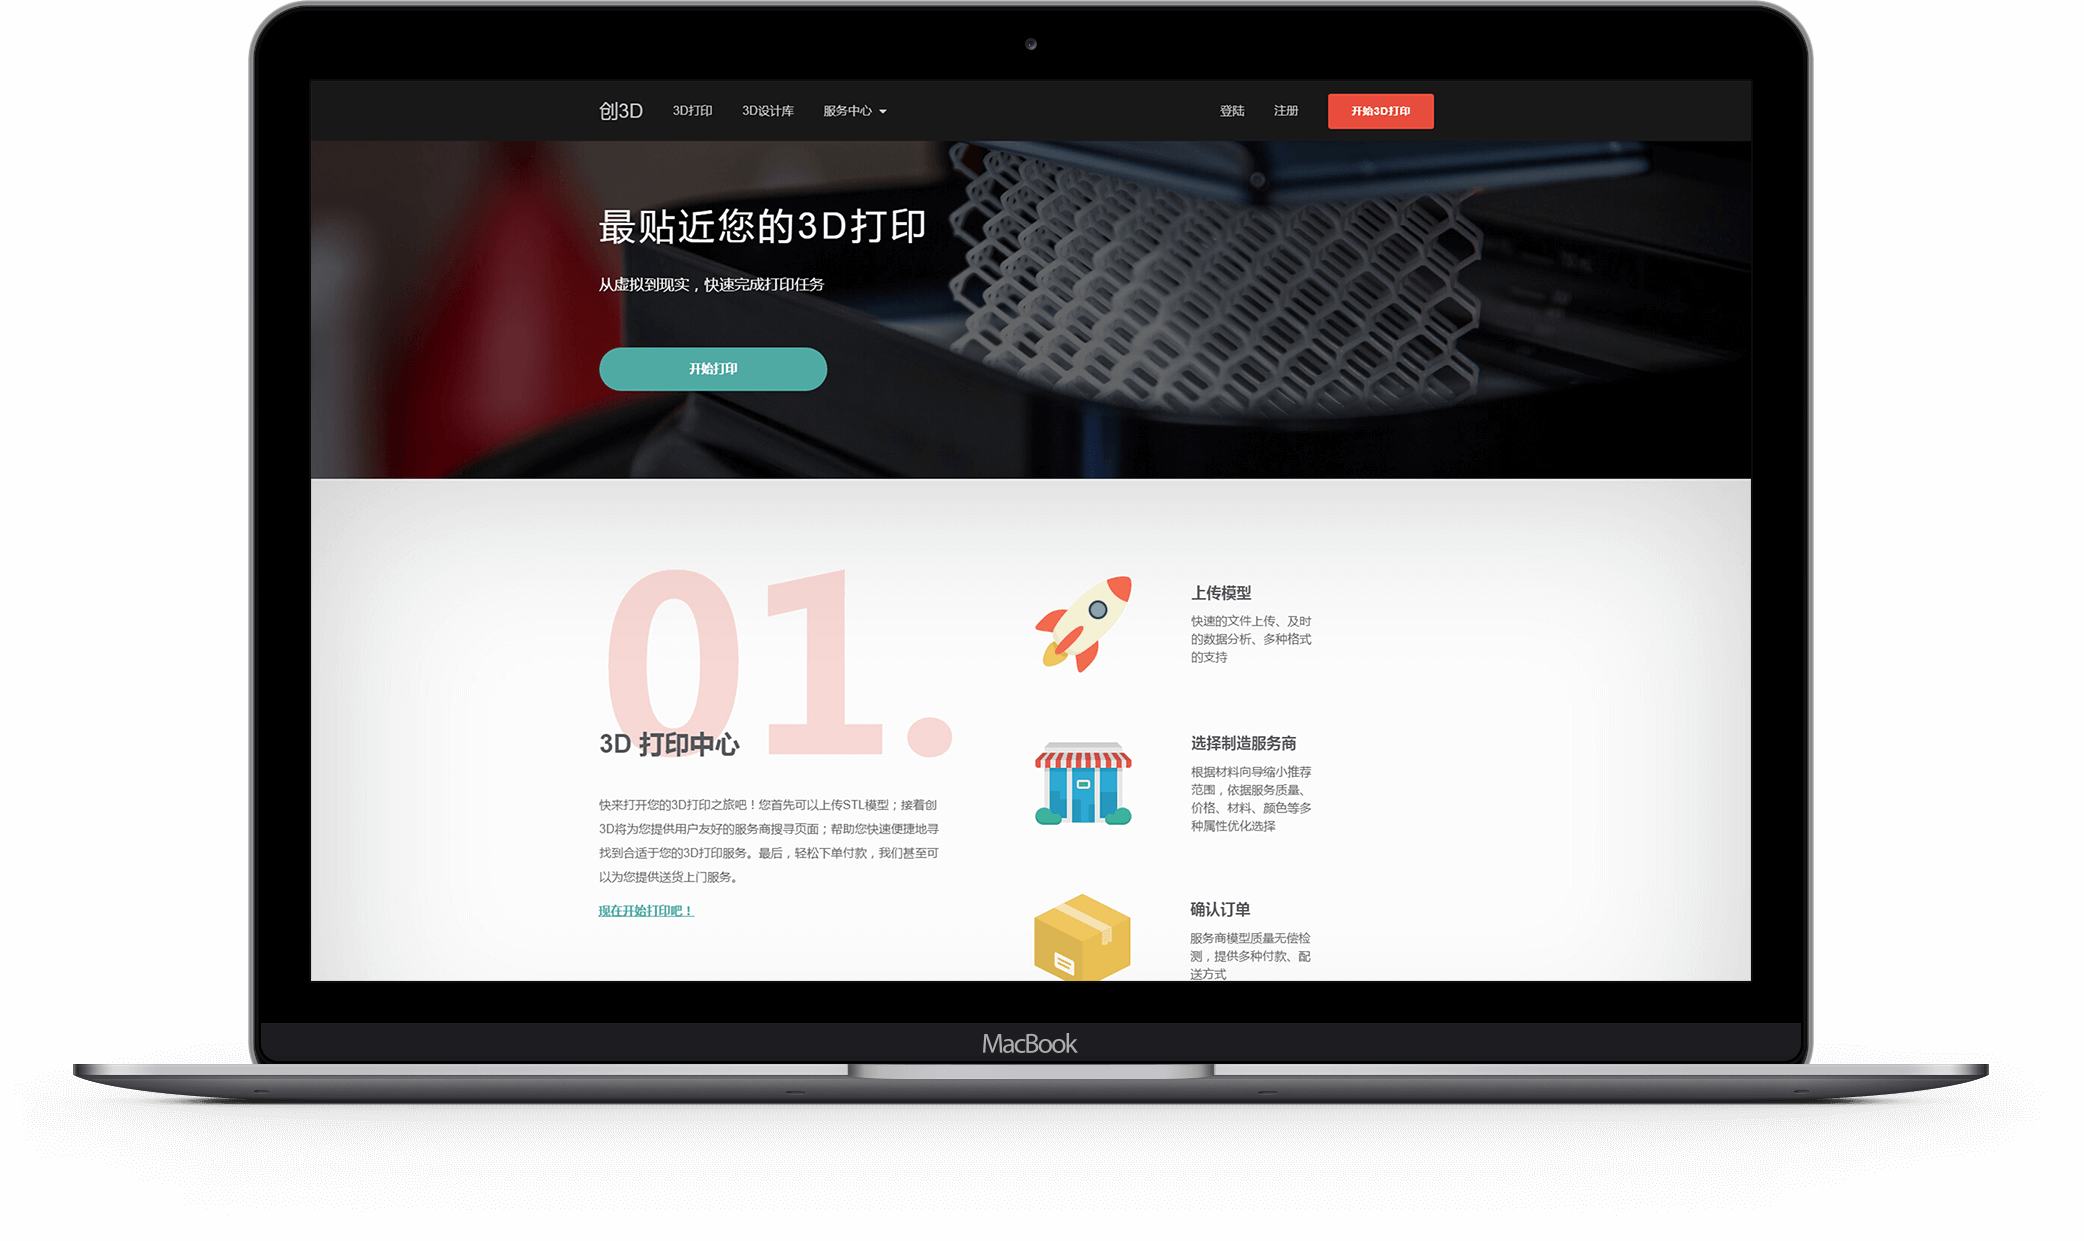 创3D 3D打印 3D设计库 服务中心 登陆 注册 开始3D打印
最贴近您的3D打印
从虚拟到现实，快速完成打印任务
开始打印
01.
3D 打印中心
快来打开您的3D打印之旅吧！您首先可以上传STL模型；接着创
3D将为您提供用户友好的服务商搜寻页面；帮助您快速便捷地寻
找到合适于您的3D打印服务。最后，轻松下单付款，我们甚至可
以为您提供送货上门服务。
现在开始打印吧！
上传模型
快速的文件上传、及时
的数据分析、多种格式
的支持
选择制造服务商
根据材料向导缩小推荐
范围，依据服务质量、
价格、材料、颜色等多
种属性优化选择
确认订单
服务商模型质量无偿检
测，提供多种付款、配
送方式
MacBook